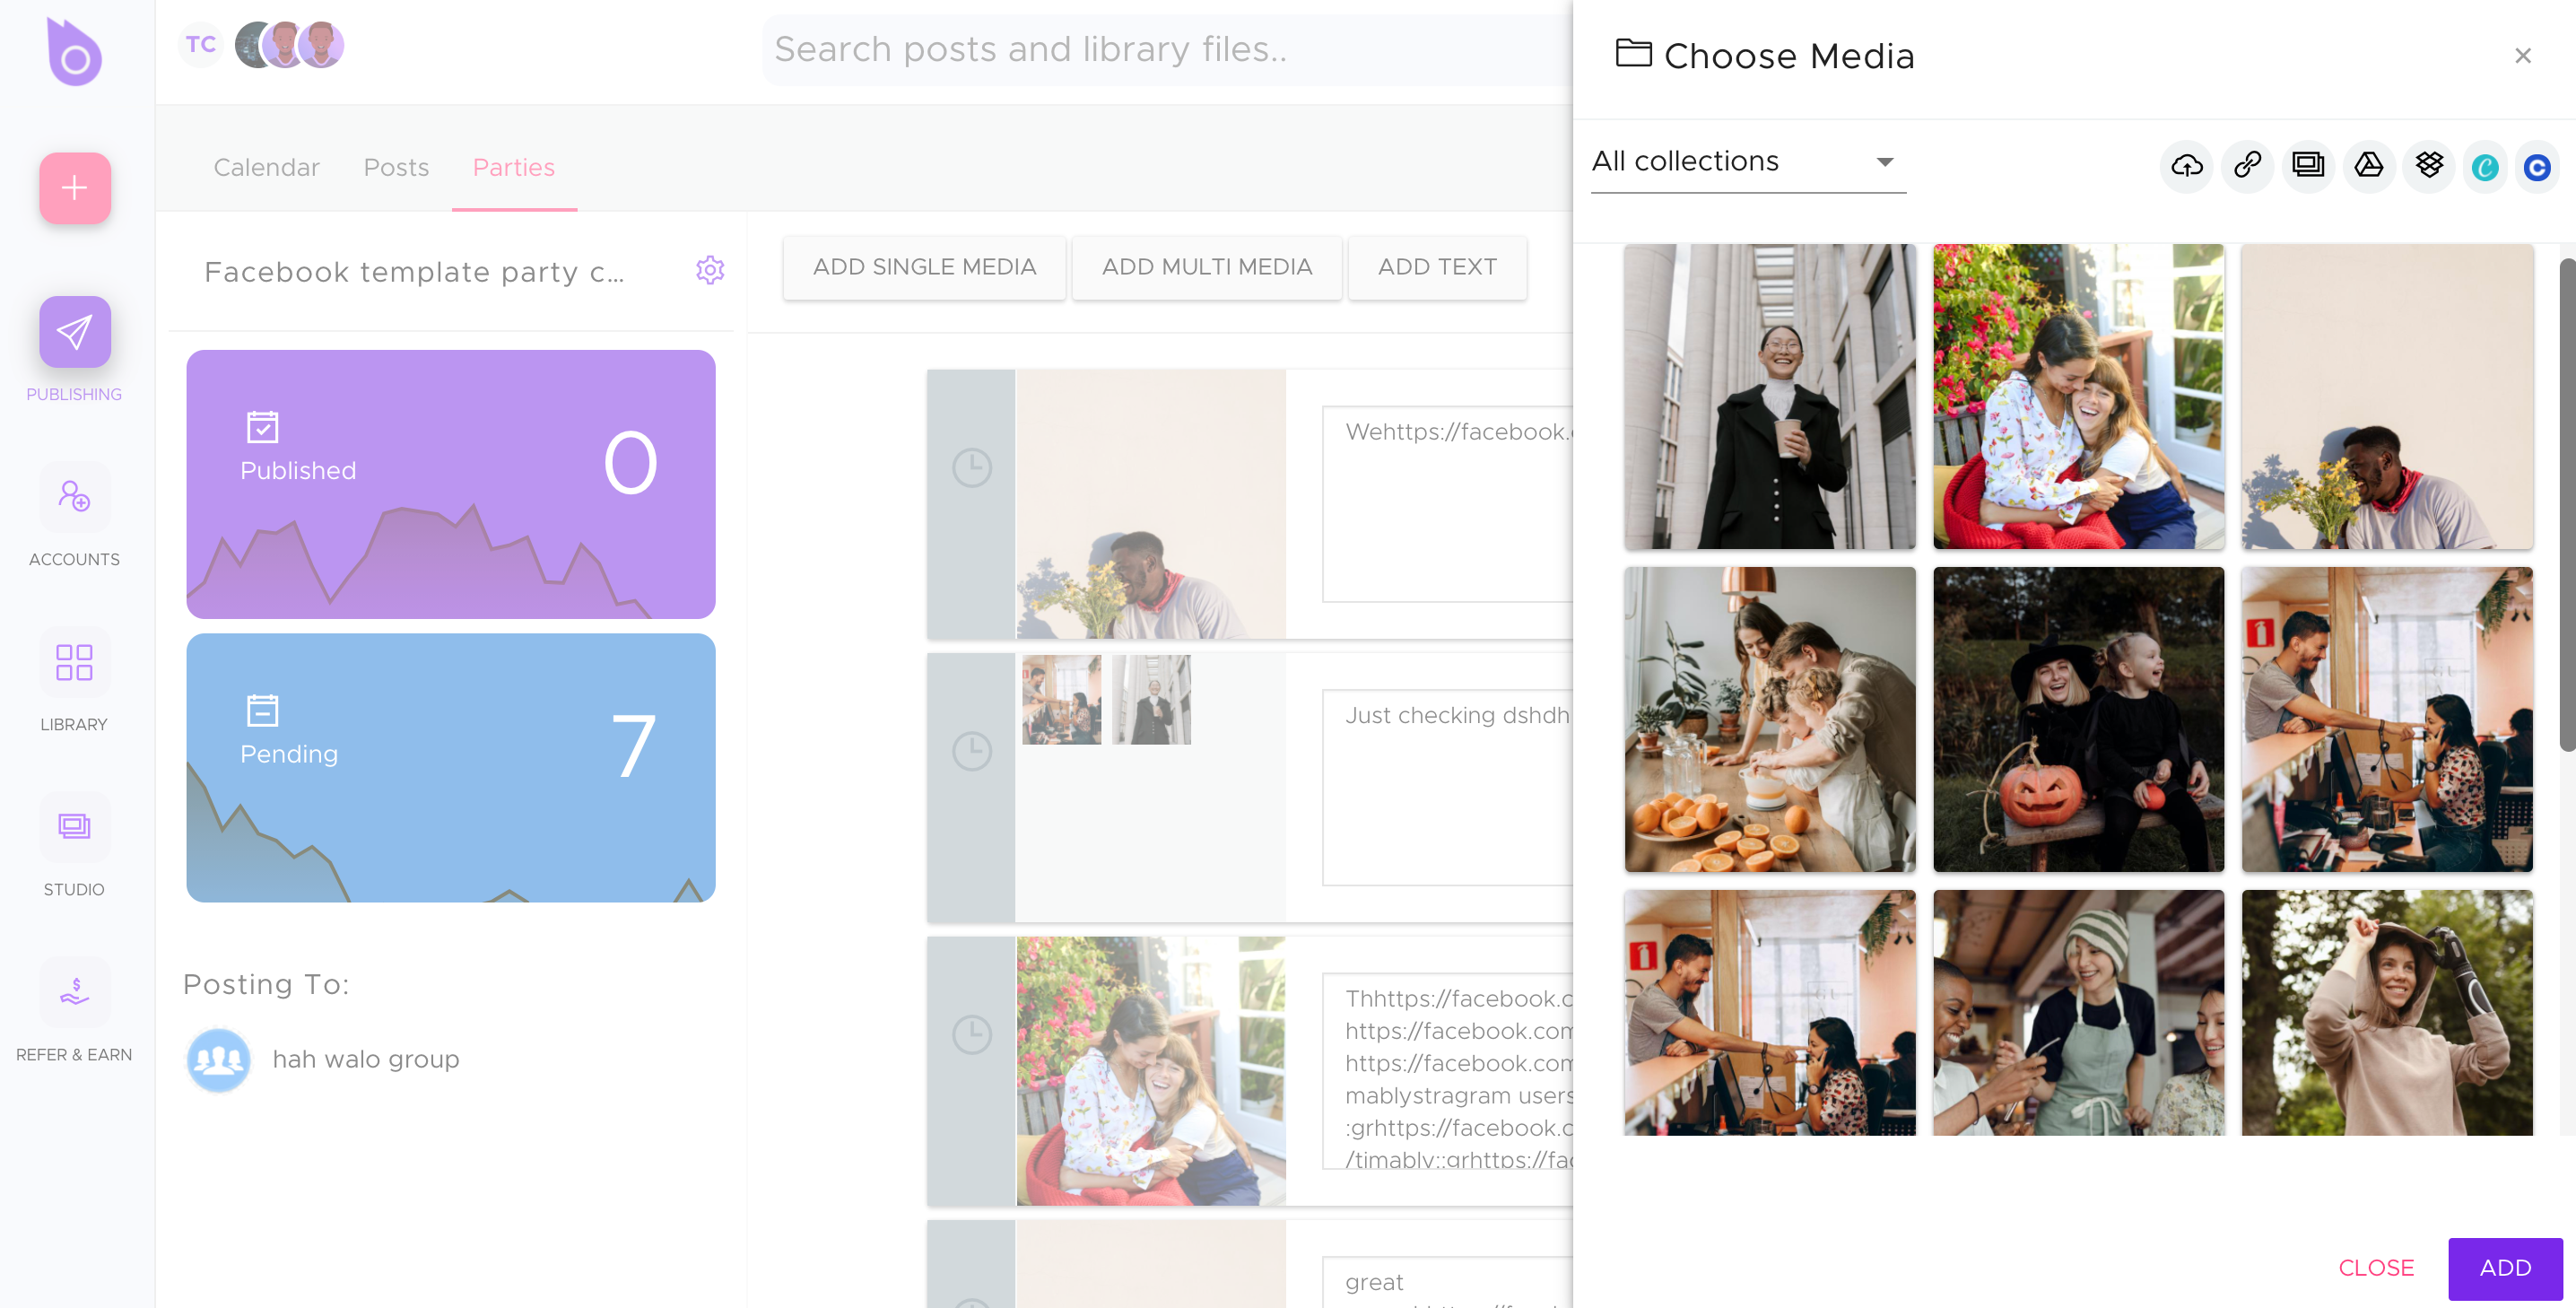 TC
Search posts and library files..
Choose Media
Calendar
Posts
Parties
All collections
Facebook template party c...
ADD SINGLE MEDIA
ADD MULTI MEDIA
ADD TEXT
PUBLISHING
Published
0
Wehttps://facebook.
ACCOUNTS
LIBRARY
Pending
7
Just checking dshdh
STUDIO
Posting To:
hah walo group
REFER & EARN
Thhttps://facebook.c
https://facebook.com
https://facebook.com
mablystragram users
:grhttps://facebook.c
/timably::grhttps://fac
great
CLOSE
ADD